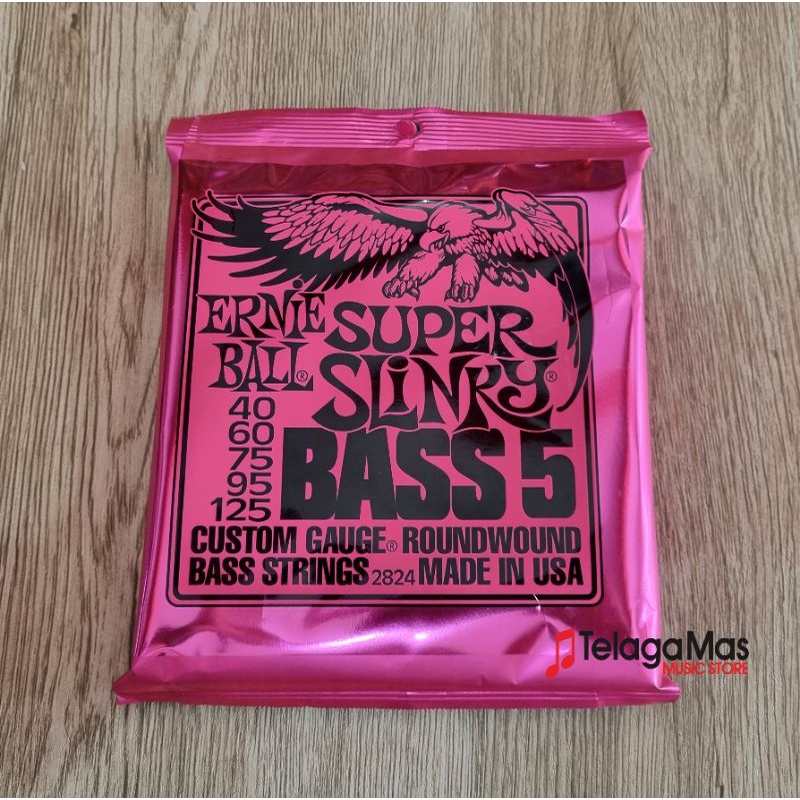 ERNIE BALL®
SUPER SLINKY®
40
60
75
95
125
BASS 5
CUSTOM GAUGE® ROUNDWOUND
BASS STRINGS 2824 MADE IN USA
TelagaMas
MUSIC STORE